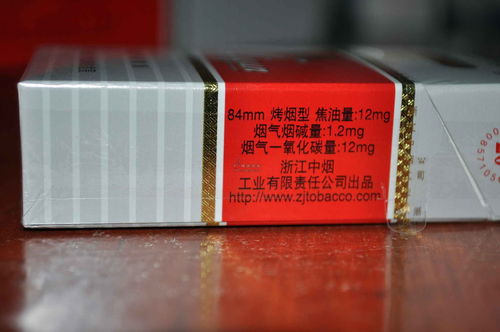 84mm 烤烟型 焦油量:12mg
烟气烟碱量:1.2mg
烟气一氧化碳量:12mg
浙江中烟
工业有限责任公司出品
http://www.zjtobacco.com